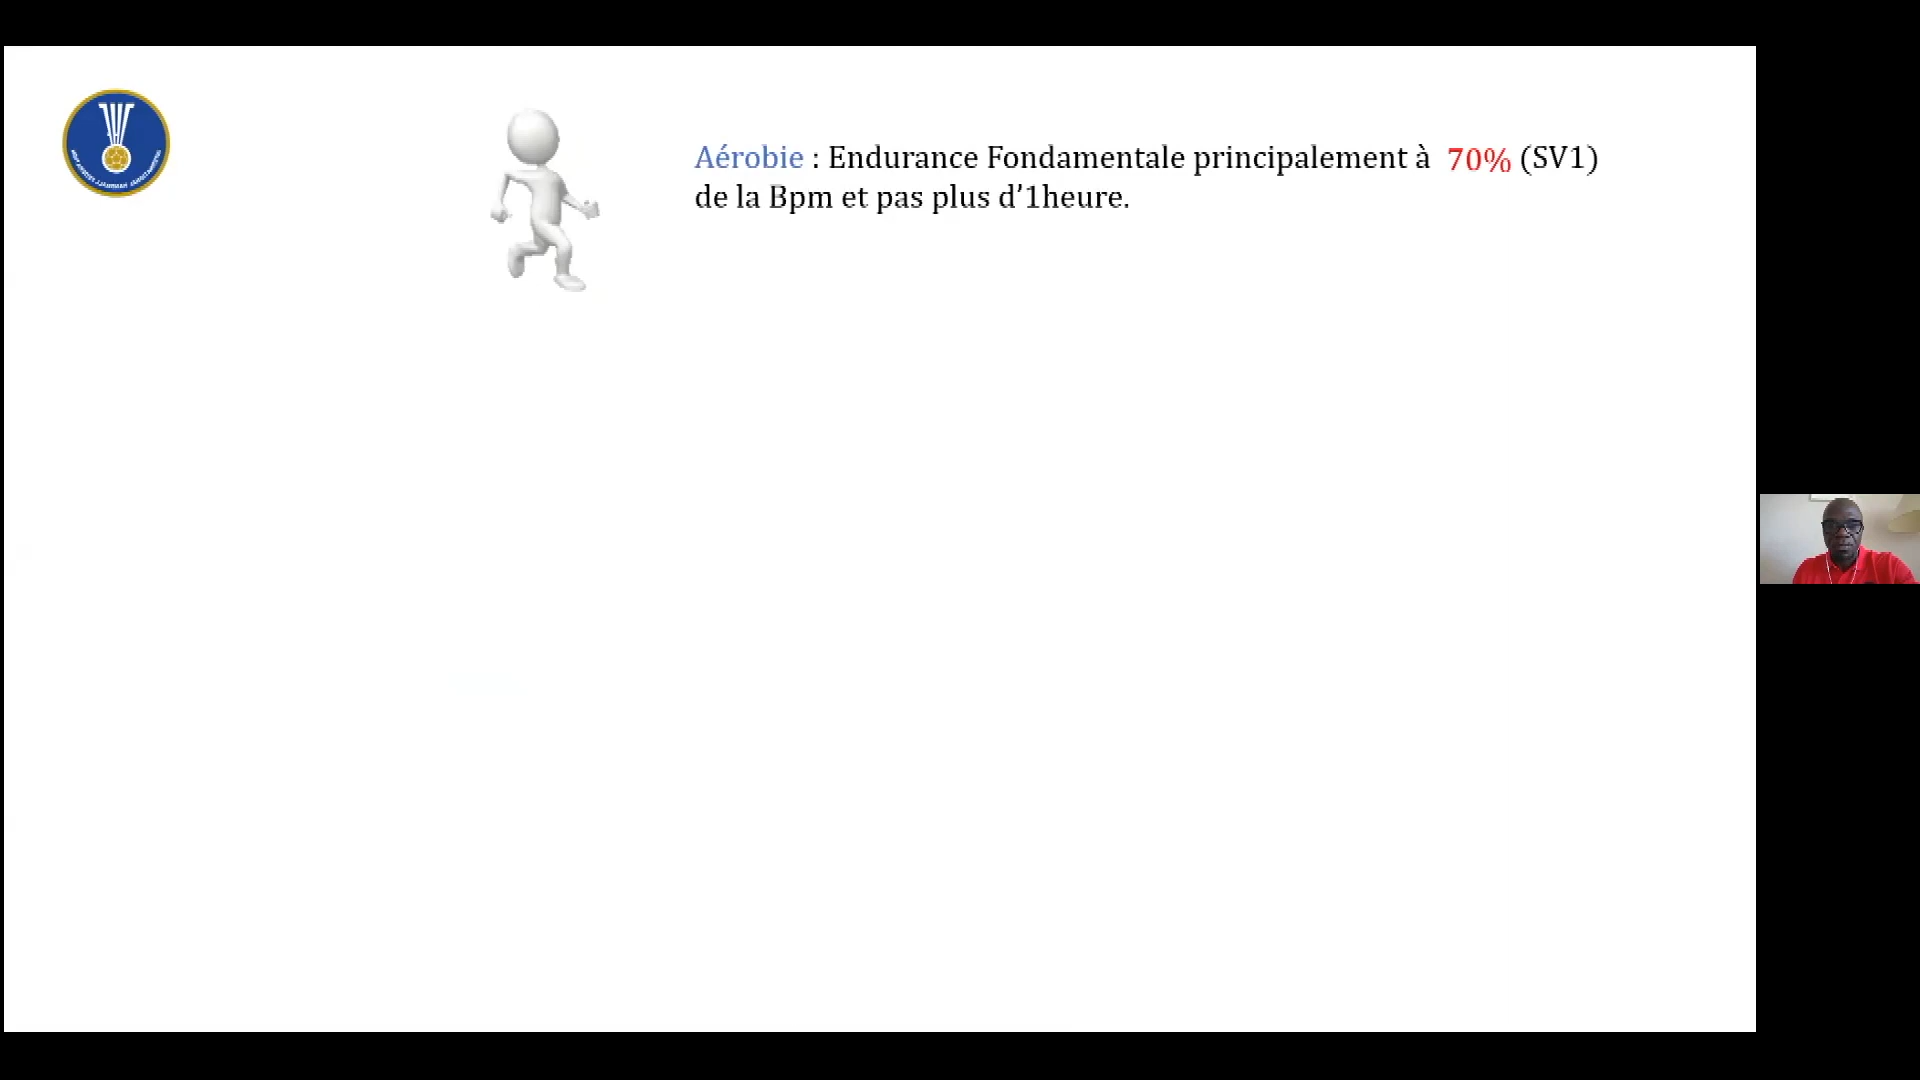 Aérobie : Endurance Fondamentale principalement à 70% (SV1)
de la Bpm et pas plus d’1heure.